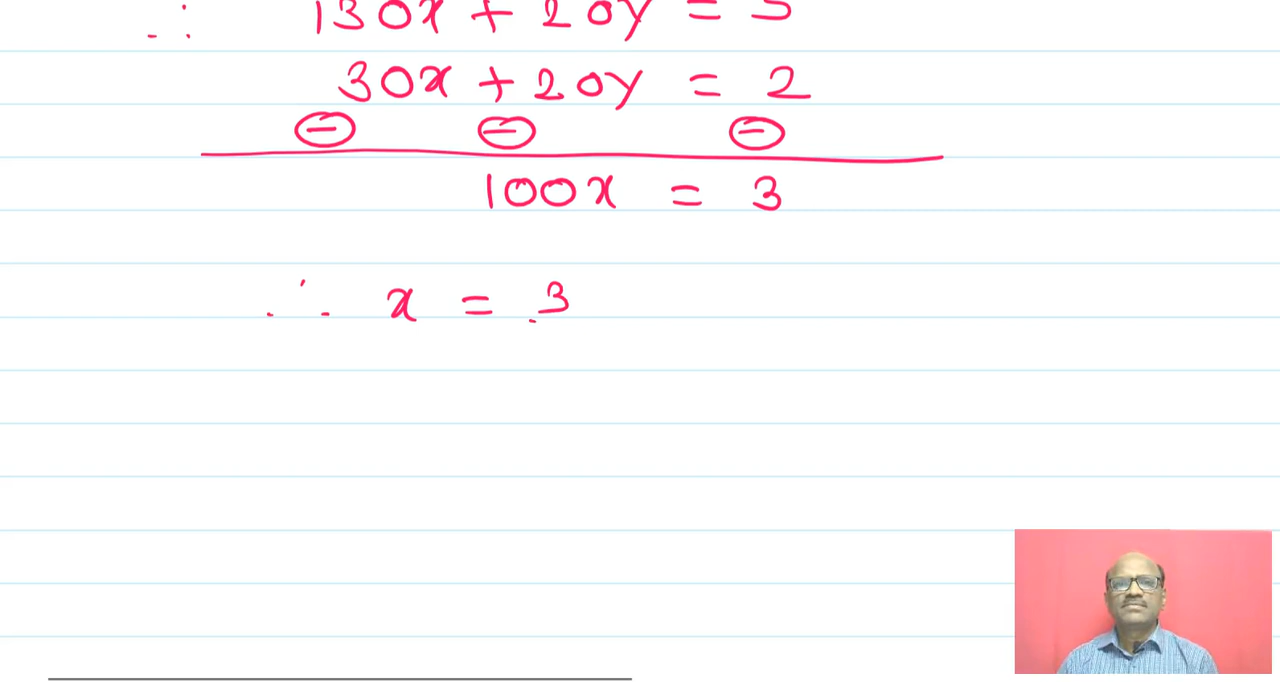 ∴ 130x + 20y = 5
30x + 20y = 2
⊖ ⊖ ⊖
100x = 3
∴ x = 3